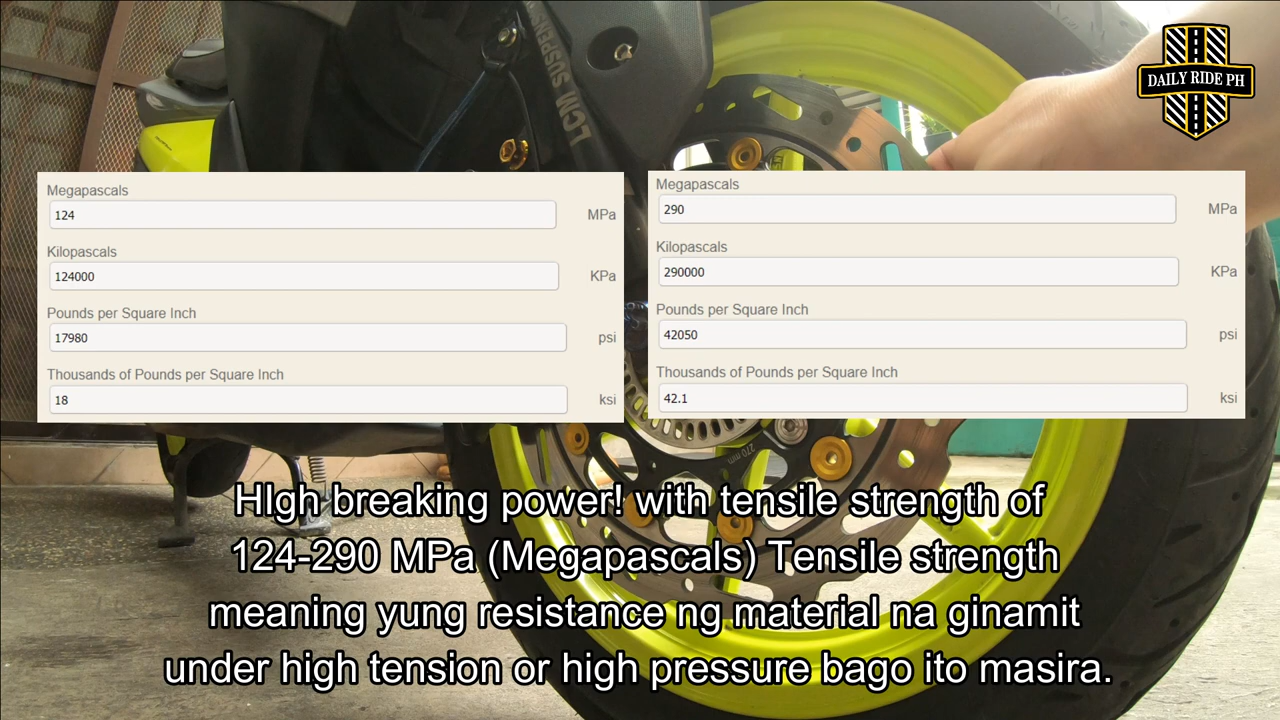 DAILY RIDE PH
LCM SUSPENSION
Megapascals
124 MPa
Kilopascals
124000 KPa
Pounds per Square Inch
17980 psi
Thousands of Pounds per Square Inch
18 ksi
Megapascals
290 MPa
Kilopascals
290000 KPa
Pounds per Square Inch
42050 psi
Thousands of Pounds per Square Inch
42.1 ksi
270 mm
HIgh breaking power! with tensile strength of
124-290 MPa (Megapascals) Tensile strength
meaning yung resistance ng material na ginamit
under high tension or high pressure bago ito masira.